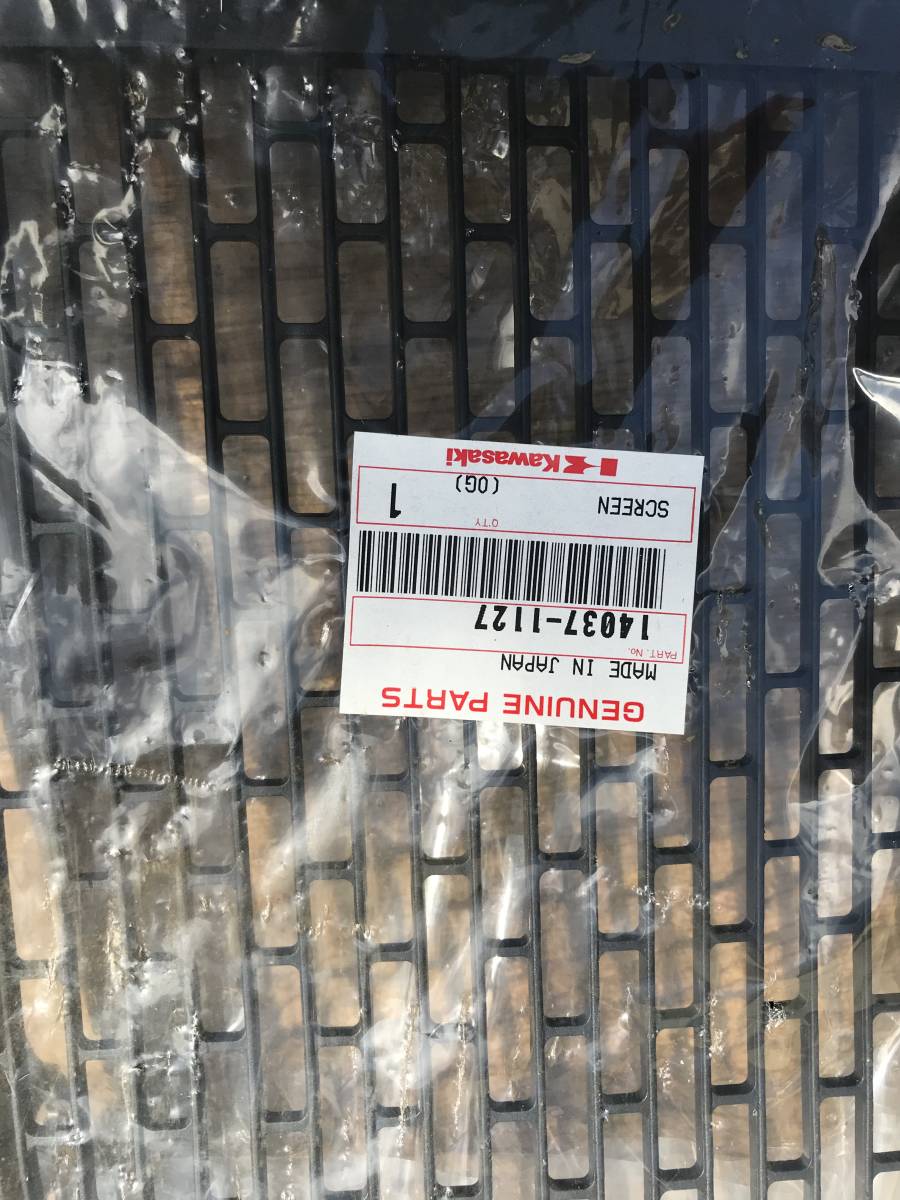 GENUINE PARTS
MADE IN JAPAN
PART. No.
14037-1127
Q'TY
SCREEN (OG) 1
Kawasaki